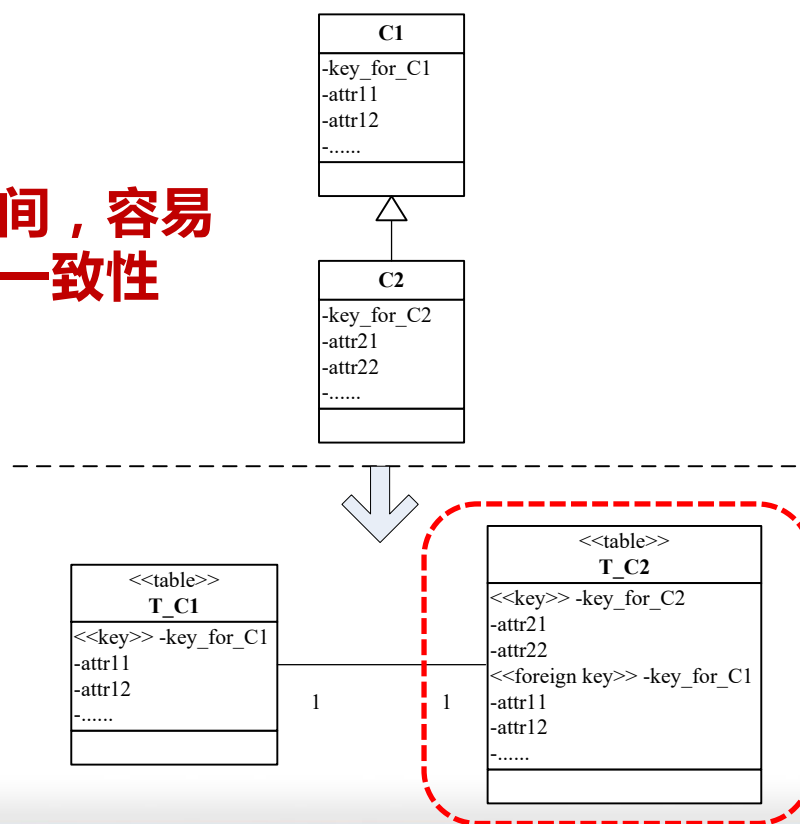 C1
-key_for_C1
-attr11
-attr12
-......
间，容易
一致性
C2
-key_for_C2
-attr21
-attr22
-......
<<table>>
T_C1
<<key>> -key_for_C1
-attr11
-attr12
-......
1
1
<<table>>
T_C2
<<key>> -key_for_C2
-attr21
-attr22
<<foreign key>> -key_for_C1
-attr11
-attr12
-......